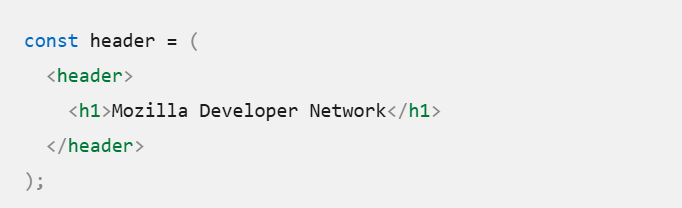 const header = (
  <header>
    <h1>Mozilla Developer Network</h1>
  </header>
);